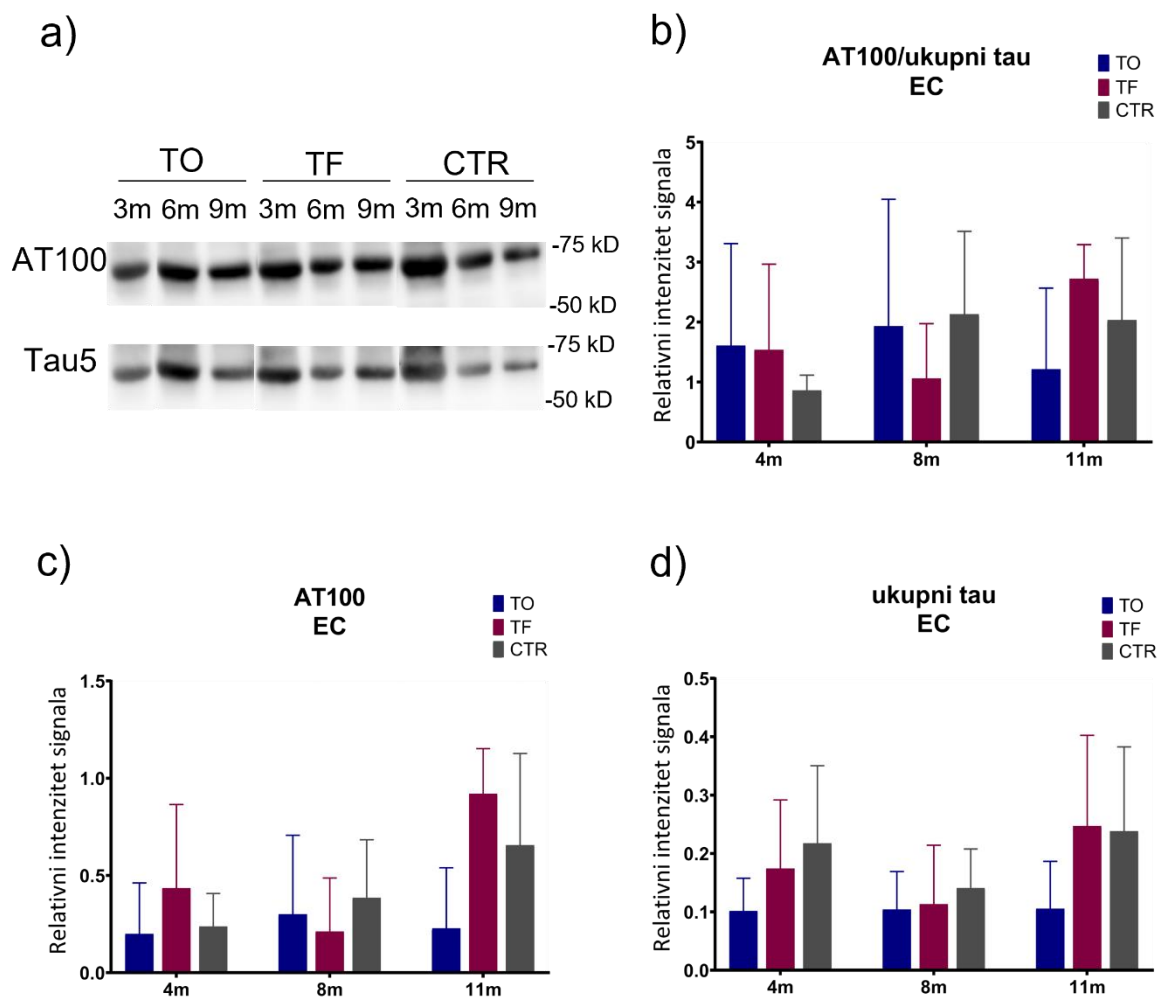 a)
TO TF CTR
3m 6m 9m 3m 6m 9m 3m 6m 9m
AT100
-75 kD
-50 kD
Tau5
-75 kD
-50 kD
b)
AT100/ukupni tau
EC
TO
TF
CTR
Relativni intenzitet signala
5
4
3
2
1
0
4m 8m 11m
c)
AT100
EC
TO
TF
CTR
Relativni intenzitet signala
1.5
1.0
0.5
0.0
4m 8m 11m
d)
ukupni tau
EC
TO
TF
CTR
Relativni intenzitet signala
0.5
0.4
0.3
0.2
0.1
0.0
4m 8m 11m